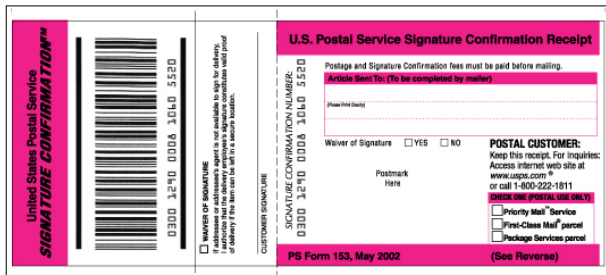 United States Postal Service
SIGNATURE CONFIRMATION™
0300 1290 0008 1060 5520
WAIVER OF SIGNATURE
If addressee or addressee's agent is not available to sign for delivery,
I authorize that the delivery employee's signature constitutes valid proof
of delivery if the item can be left in a secure location.
CUSTOMER SIGNATURE
SIGNATURE CONFIRMATION NUMBER:
0300 1290 0008 1060 5520
U.S. Postal Service Signature Confirmation Receipt
Postage and Signature Confirmation fees must be paid before mailing.
Article Sent To: (To be completed by mailer)
(Please Print Clearly)
Waiver of Signature YES NO
Postmark
Here
POSTAL CUSTOMER:
Keep this receipt. For Inquiries:
Access internet web site at
www.usps.com ®
or call 1-800-222-1811
CHECK ONE (POSTAL USE ONLY)
Priority Mail™ Service
First-Class Mail® parcel
Package Services parcel
PS Form 153, May 2002 (See Reverse)